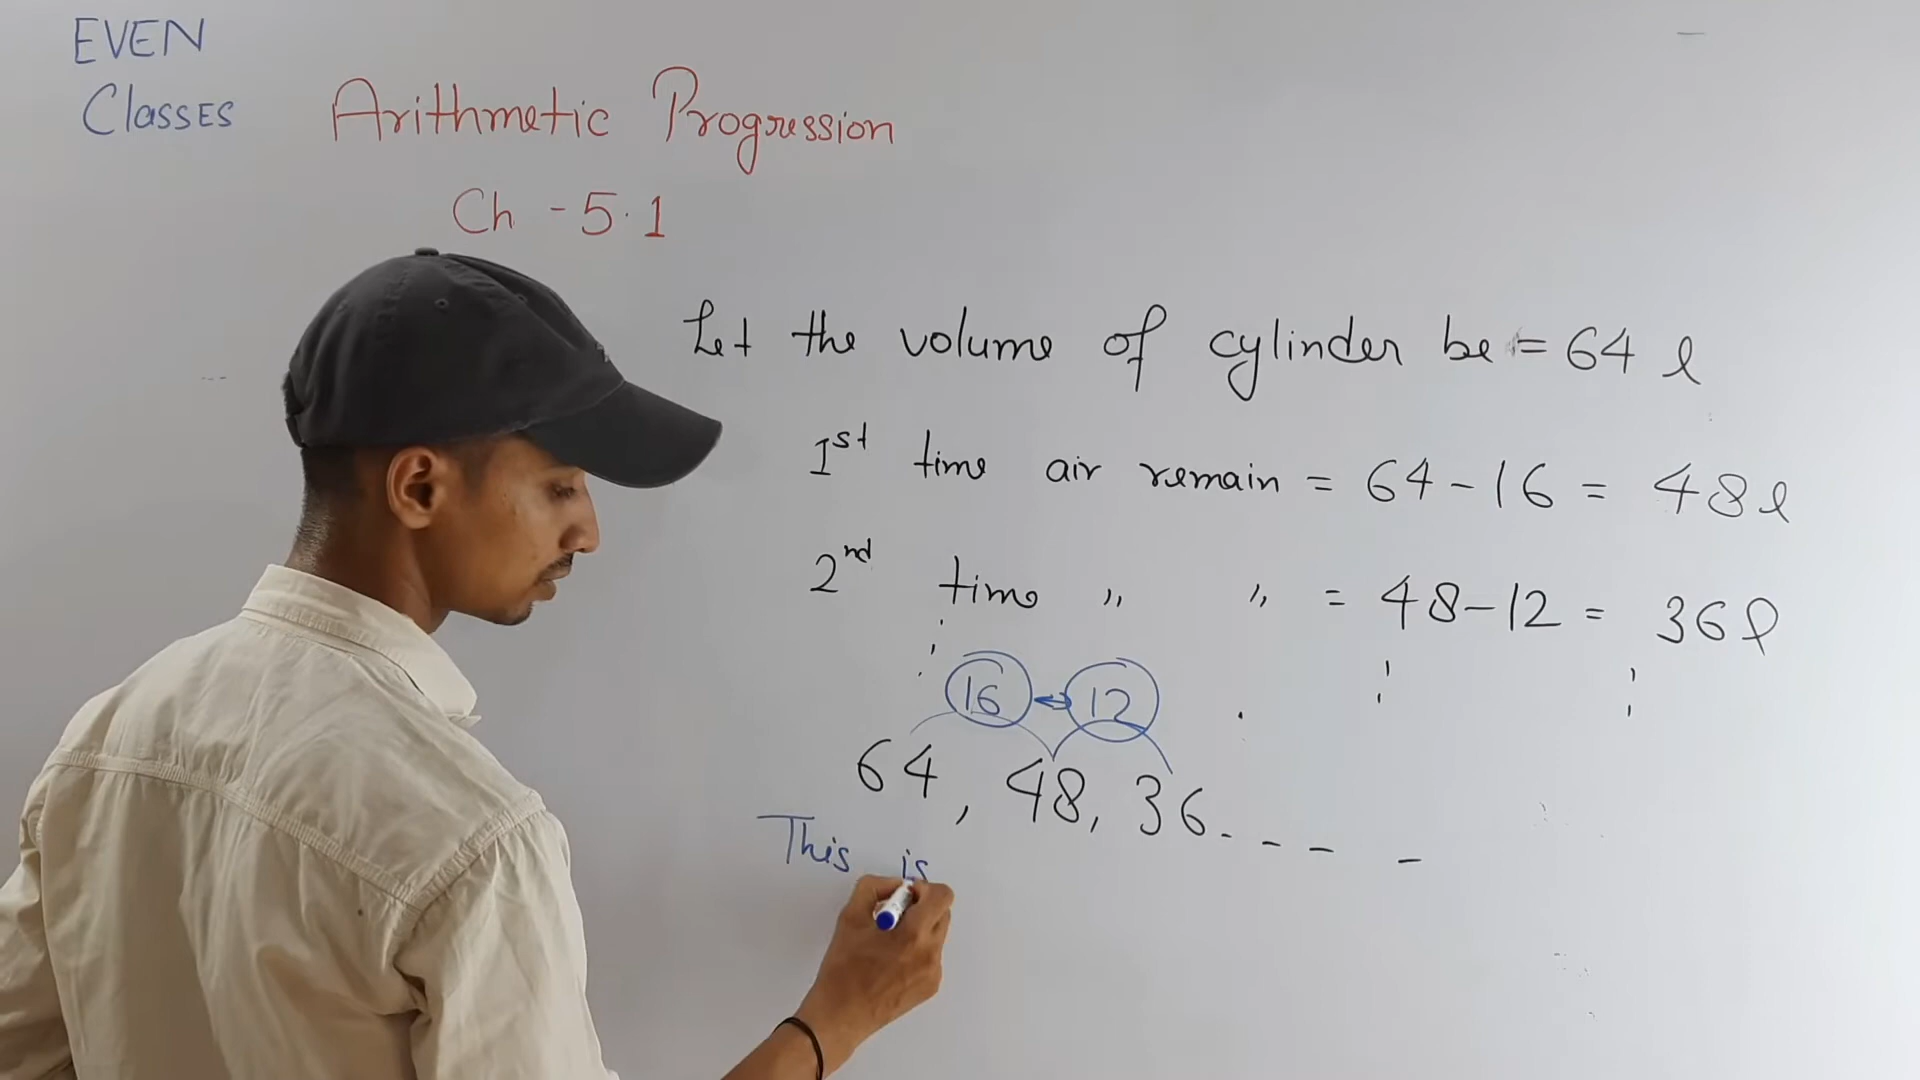 EVEN
Classes
Arithmetic Progression
Ch - 5.1
Let the volume of cylinder be = 64 l
1st time air remain = 64 - 16 = 48 l
2nd time " " = 48 - 12 = 36 l
16 ↔ 12
64, 48, 36 - - - -
This is